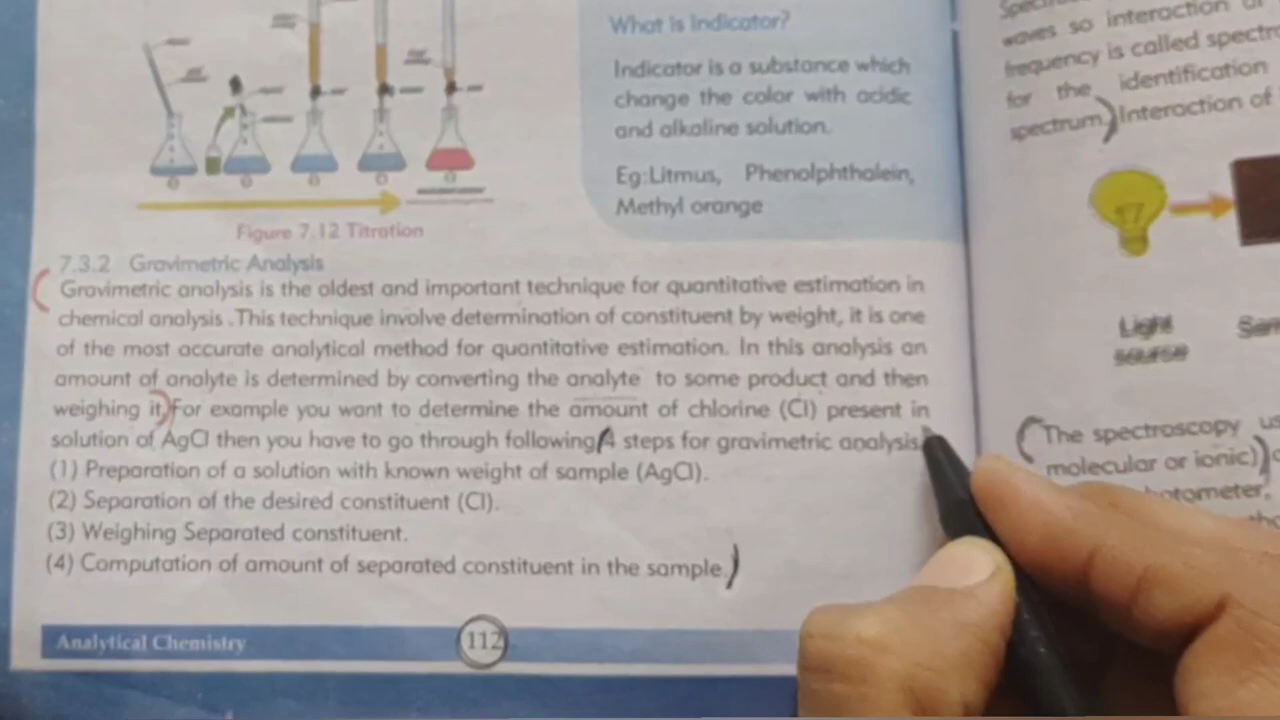 What is Indicator?
Indicator is a substance which
change the color with acidic
and alkaline solution.
Eg:Litmus, Phenolphthalein,
Methyl orange
Figure 7.12 Titration
7.3.2 Gravimetric Analysis
Gravimetric analysis is the oldest and important technique for quantitative estimation in
chemical analysis .This technique involve determination of constituent by weight, it is one
of the most accurate analytical method for quantitative estimation. In this analysis an
amount of analyte is determined by converting the analyte to some product and then
weighing it. For example you want to determine the amount of chlorine (Cl) present in
solution of AgCl then you have to go through following 4 steps for gravimetric analysis
(1) Preparation of a solution with known weight of sample (AgCl).
(2) Separation of the desired constituent (Cl).
(3) Weighing Separated constituent.
(4) Computation of amount of separated constituent in the sample.
Analytical Chemistry
112
waves so interaction
frequency is called
for the identification
spectrum. Interaction of
Light
source
The spectroscopy
molecular or ionic)